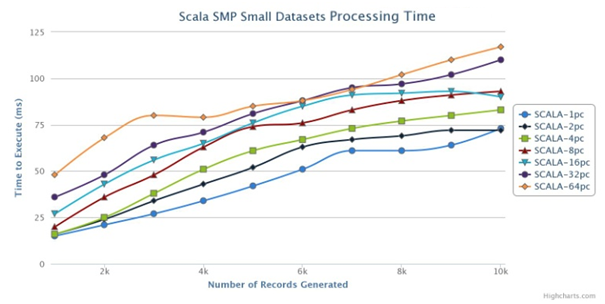 Scala SMP Small Datasets Processing Time
Time to Execute (ms)
125
100
75
50
25
0
2k 4k 6k 8k 10k
Number of Records Generated
SCALA-1pc
SCALA-2pc
SCALA-4pc
SCALA-8pc
SCALA-16pc
SCALA-32pc
SCALA-64pc
Highcharts.com